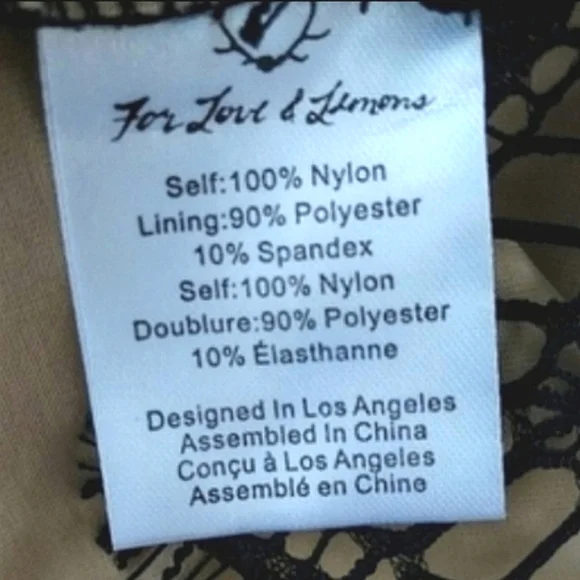 For Love & Lemons
Self:100% Nylon
Lining:90% Polyester
10% Spandex
Self:100% Nylon
Doublure:90% Polyester
10% Élasthanne
Designed In Los Angeles
Assembled In China
Conçu à Los Angeles
Assemblé en Chine